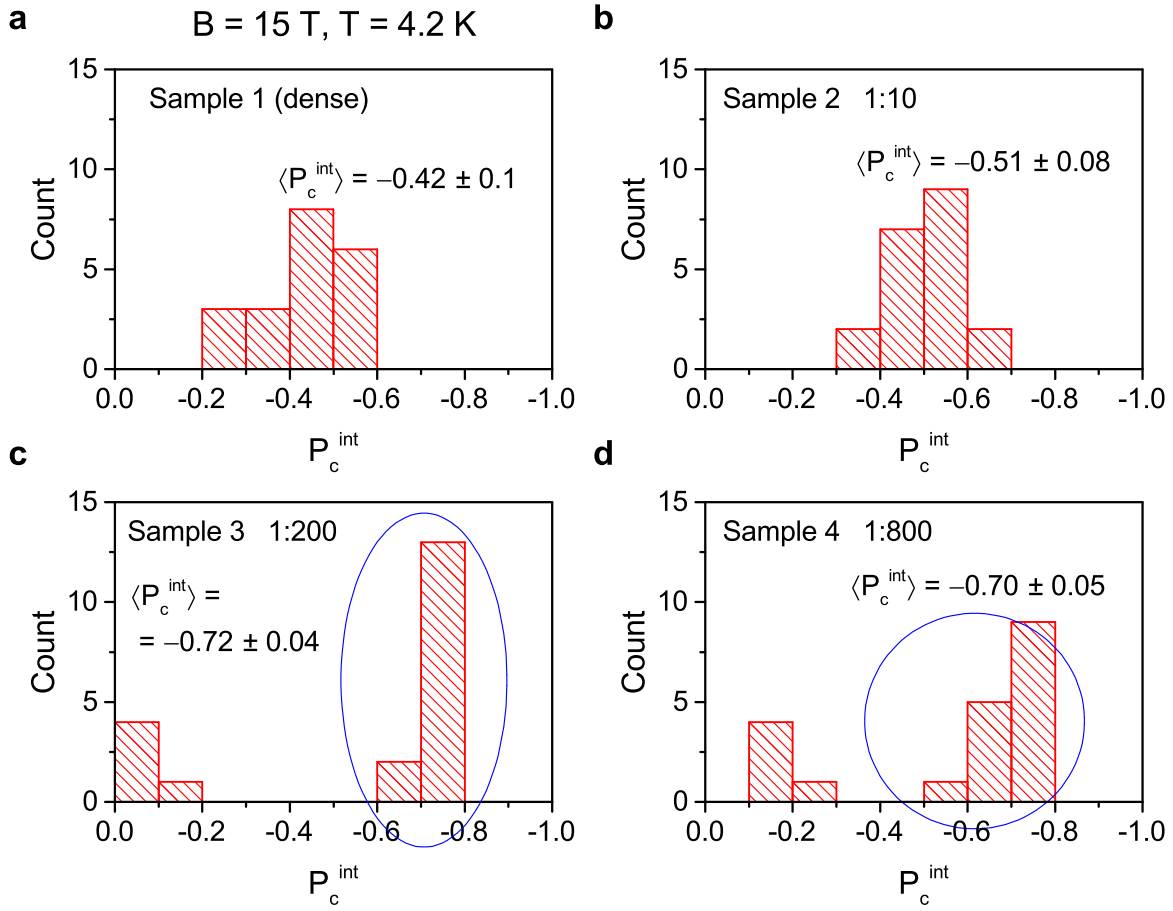 a
B = 15 T, T = 4.2 K
Sample 1 (dense)
⟨P_c^int⟩ = −0.42 ± 0.1
Count
15
10
5
0
0.0 -0.2 -0.4 -0.6 -0.8 -1.0
P_c^int
b
Sample 2 1:10
⟨P_c^int⟩ = −0.51 ± 0.08
Count
15
10
5
0
0.0 -0.2 -0.4 -0.6 -0.8 -1.0
P_c^int
c
Sample 3 1:200
⟨P_c^int⟩ =
= −0.72 ± 0.04
Count
15
10
5
0
0.0 -0.2 -0.4 -0.6 -0.8 -1.0
P_c^int
d
Sample 4 1:800
⟨P_c^int⟩ = −0.70 ± 0.05
Count
15
10
5
0
0.0 -0.2 -0.4 -0.6 -0.8 -1.0
P_c^int